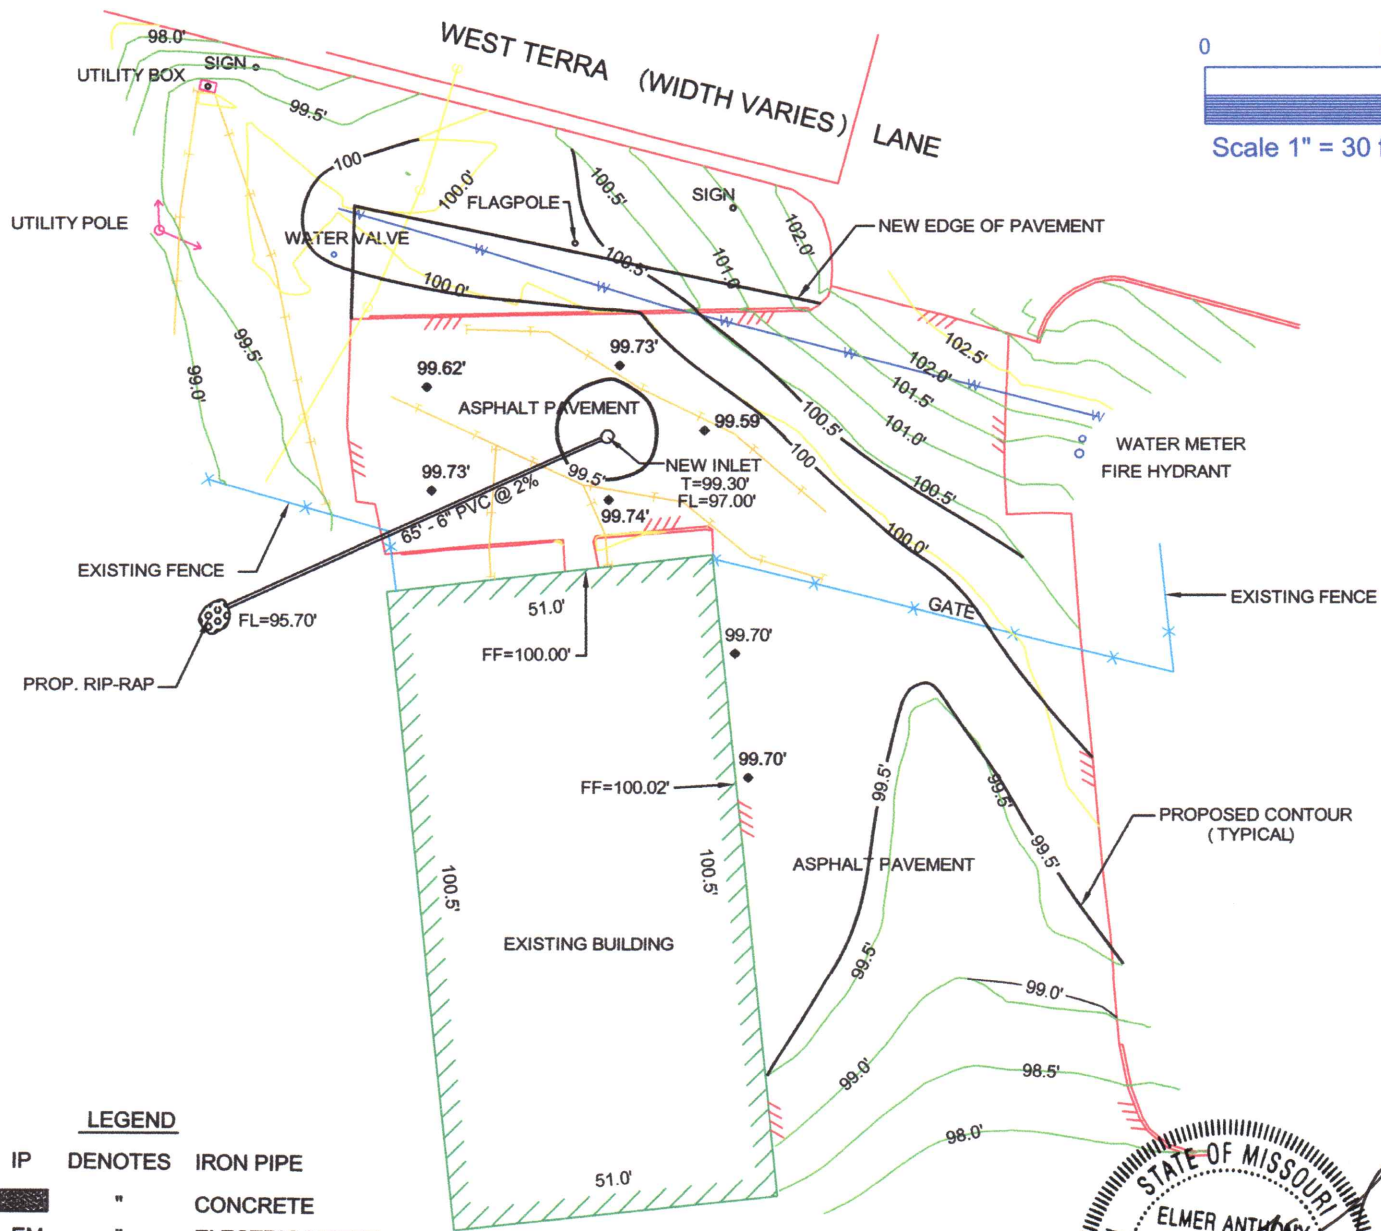 98.0'
SIGN
UTILITY BOX
99.5'
WEST TERRA (WIDTH VARIES) LANE
0
Scale 1" = 30
100
100.0'
FLAGPOLE
100.5'
SIGN
102.0'
NEW EDGE OF PAVEMENT
UTILITY POLE
WATER VALVE
W
W
100.0'
100.5'
101.0'
W
W
W
W
W
102.5'
102.0'
101.5'
101.0'
99.5'
99.0'
99.62'
99.73'
ASPHALT PAVEMENT
99.59'
100.5'
100
WATER METER
FIRE HYDRANT
NEW INLET
T=99.30'
FL=97.00'
99.73'
99.5'
99.74'
65' - 6" PVC @ 2%
100.5'
100.0'
EXISTING FENCE
51.0'
GATE
EXISTING FENCE
FL=95.70'
FF=100.00'
99.70'
PROP. RIP-RAP
99.70'
FF=100.02'
99.5'
99.5'
99.5'
PROPOSED CONTOUR
(TYPICAL)
100.5'
100.5'
ASPHALT PAVEMENT
EXISTING BUILDING
99.5'
99.0'
99.0'
98.5'
98.0'
51.0'
LEGEND
IP DENOTES IRON PIPE
" CONCRETE
STATE OF MISSOURI
ELMER ANTHONY